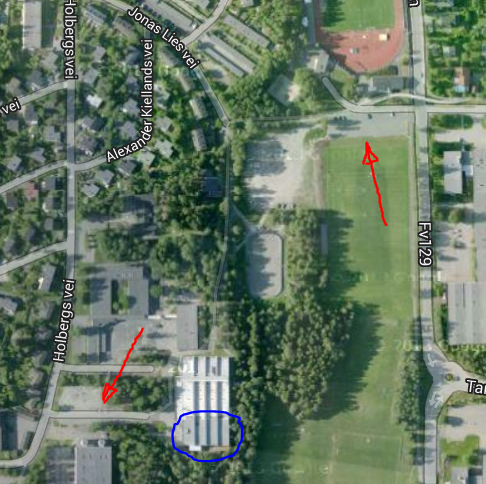 Holbergs vei
Jonas Lies vei
Alexander Kiellands vei
vei
Fv129
Holbergs vei
Tar